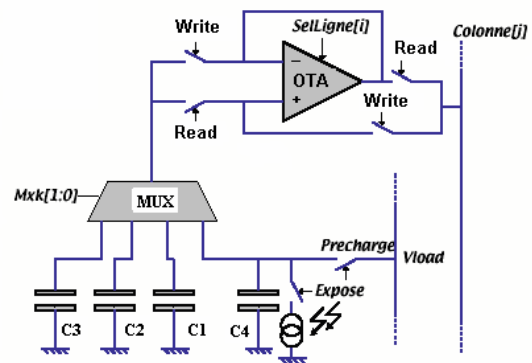 SelLigne[i]
Colonne[j]
Write
Read
−
OTA
+
Write
Read
Mxk[1:0]
MUX
Precharge
Vload
Expose
C3
C2
C1
C4